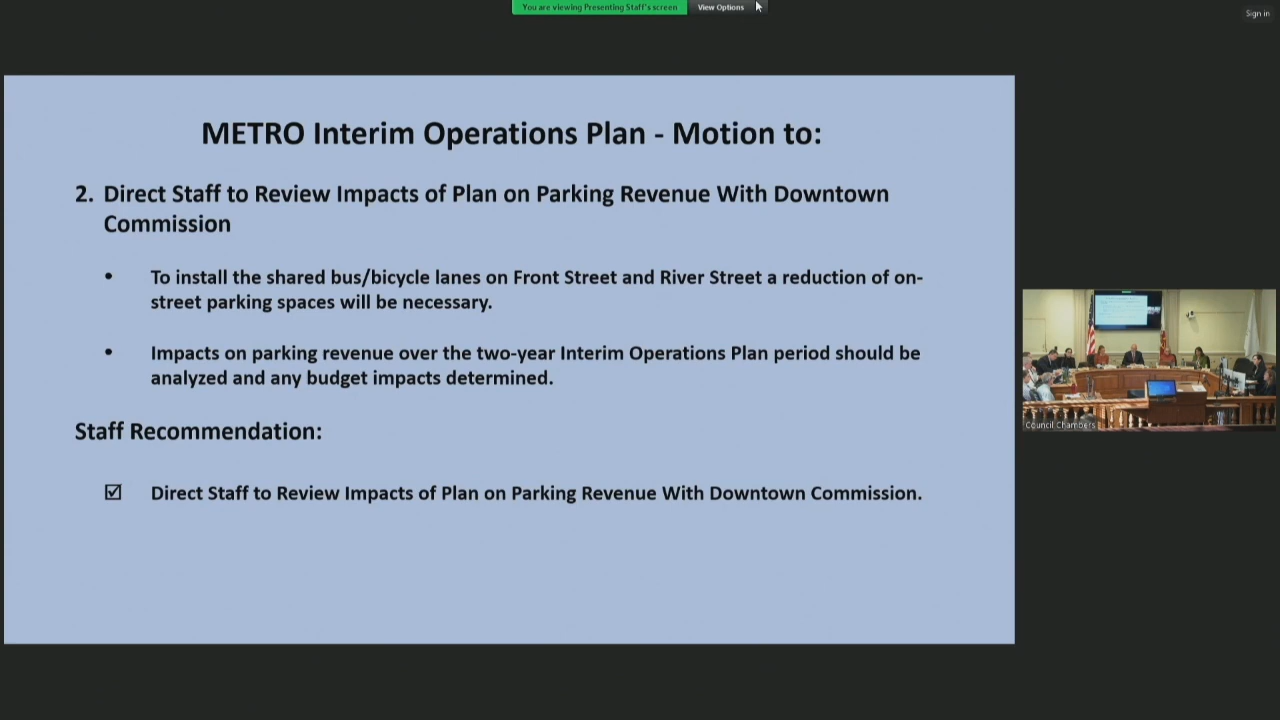 You are viewing Presenting Staff's screen
View Options
Sign in
METRO Interim Operations Plan - Motion to:
2. Direct Staff to Review Impacts of Plan on Parking Revenue With Downtown
Commission
• To install the shared bus/bicycle lanes on Front Street and River Street a reduction of on-
street parking spaces will be necessary.
• Impacts on parking revenue over the two-year Interim Operations Plan period should be
analyzed and any budget impacts determined.
Staff Recommendation:
☑ Direct Staff to Review Impacts of Plan on Parking Revenue With Downtown Commission.
Council Chambers